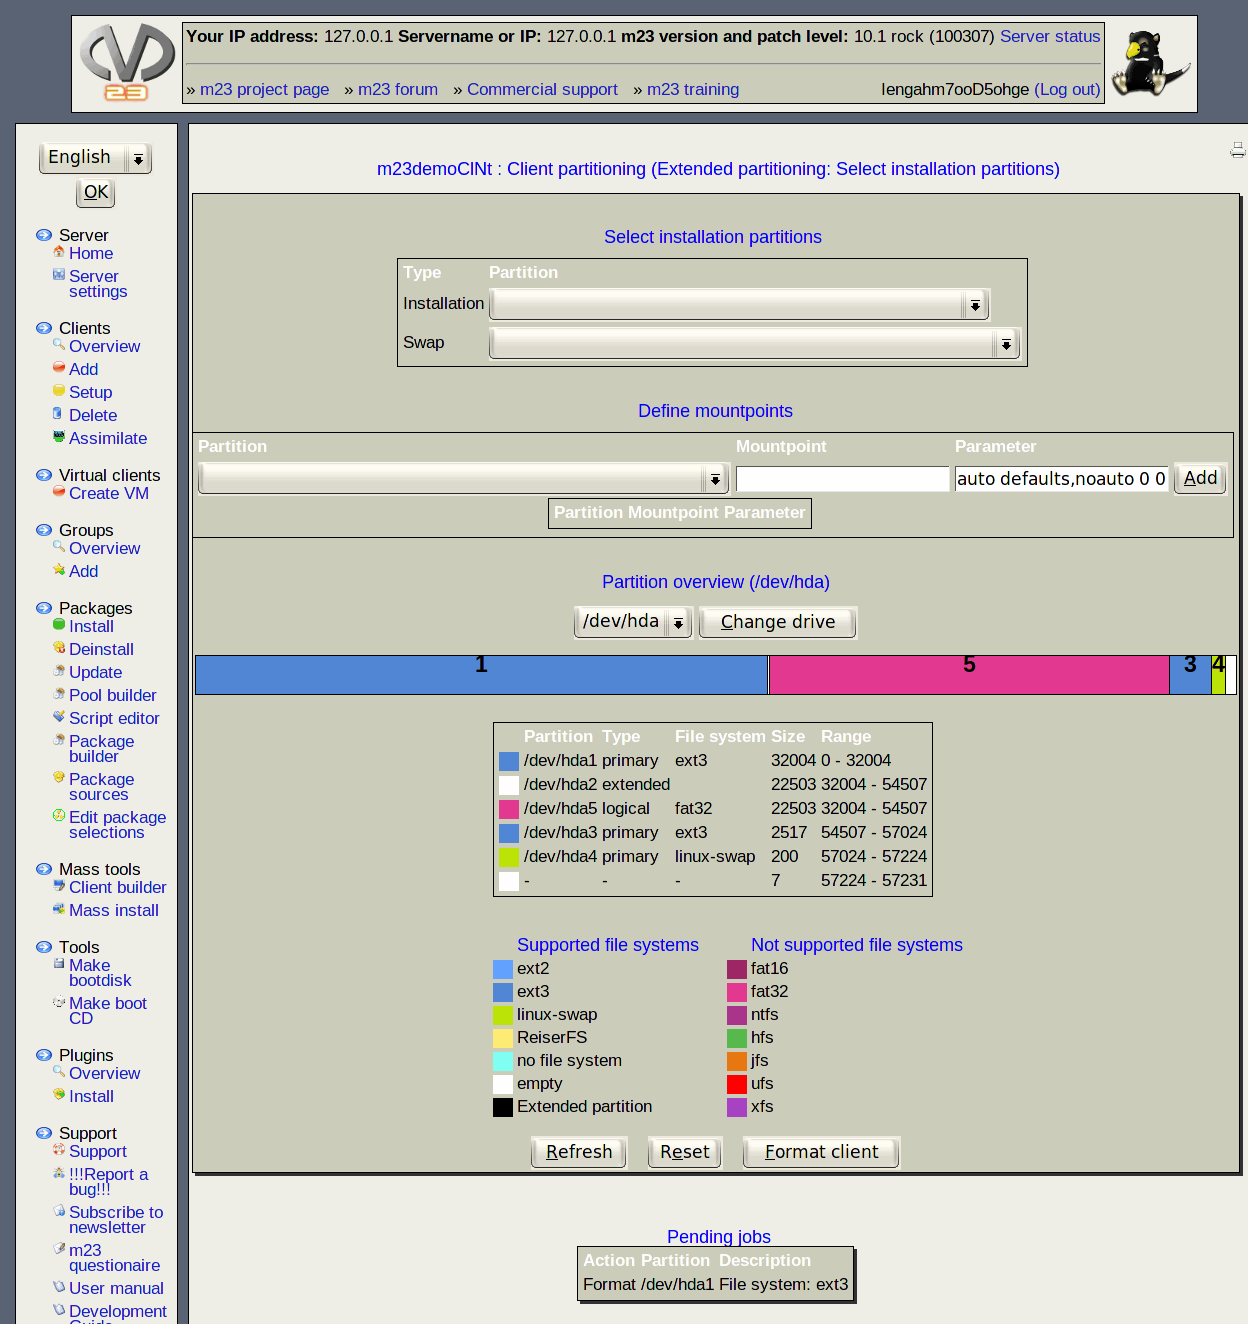 Your IP address: 127.0.0.1 Servername or IP: 127.0.0.1 m23 version and patch level: 10.1 rock (100307) Server status
» m23 project page » m23 forum » Commercial support » m23 training Iengahm7ooD5ohge (Log out)
23
English
OK
Server
Home
Server
settings
Clients
Overview
Add
Setup
Delete
Assimilate
Virtual clients
Create VM
Groups
Overview
Add
Packages
Install
Deinstall
Update
Pool builder
Script editor
Package
builder
Package
sources
Edit package
selections
Mass tools
Client builder
Mass install
Tools
Make
bootdisk
Make boot
CD
Plugins
Overview
Install
Support
Support
!!!Report a
bug!!!
Subscribe to
newsletter
m23
questionaire
User manual
Development
Guide
m23demoClNt : Client partitioning (Extended partitioning: Select installation partitions)
Select installation partitions
Type Partition
Installation
Swap
Define mountpoints
Partition Mountpoint Parameter
auto defaults,noauto 0 0 Add
Partition Mountpoint Parameter
Partition overview (/dev/hda)
/dev/hda Change drive
1 5 3 4
Partition Type File system Size Range
/dev/hda1 primary ext3 32004 0 - 32004
/dev/hda2 extended 22503 32004 - 54507
/dev/hda5 logical fat32 22503 32004 - 54507
/dev/hda3 primary ext3 2517 54507 - 57024
/dev/hda4 primary linux-swap 200 57024 - 57224
- - - 7 57224 - 57231
Supported file systems Not supported file systems
ext2 fat16
ext3 fat32
linux-swap ntfs
ReiserFS hfs
no file system jfs
empty ufs
Extended partition xfs
Refresh Reset Format client
Pending jobs
Action Partition Description
Format /dev/hda1 File system: ext3